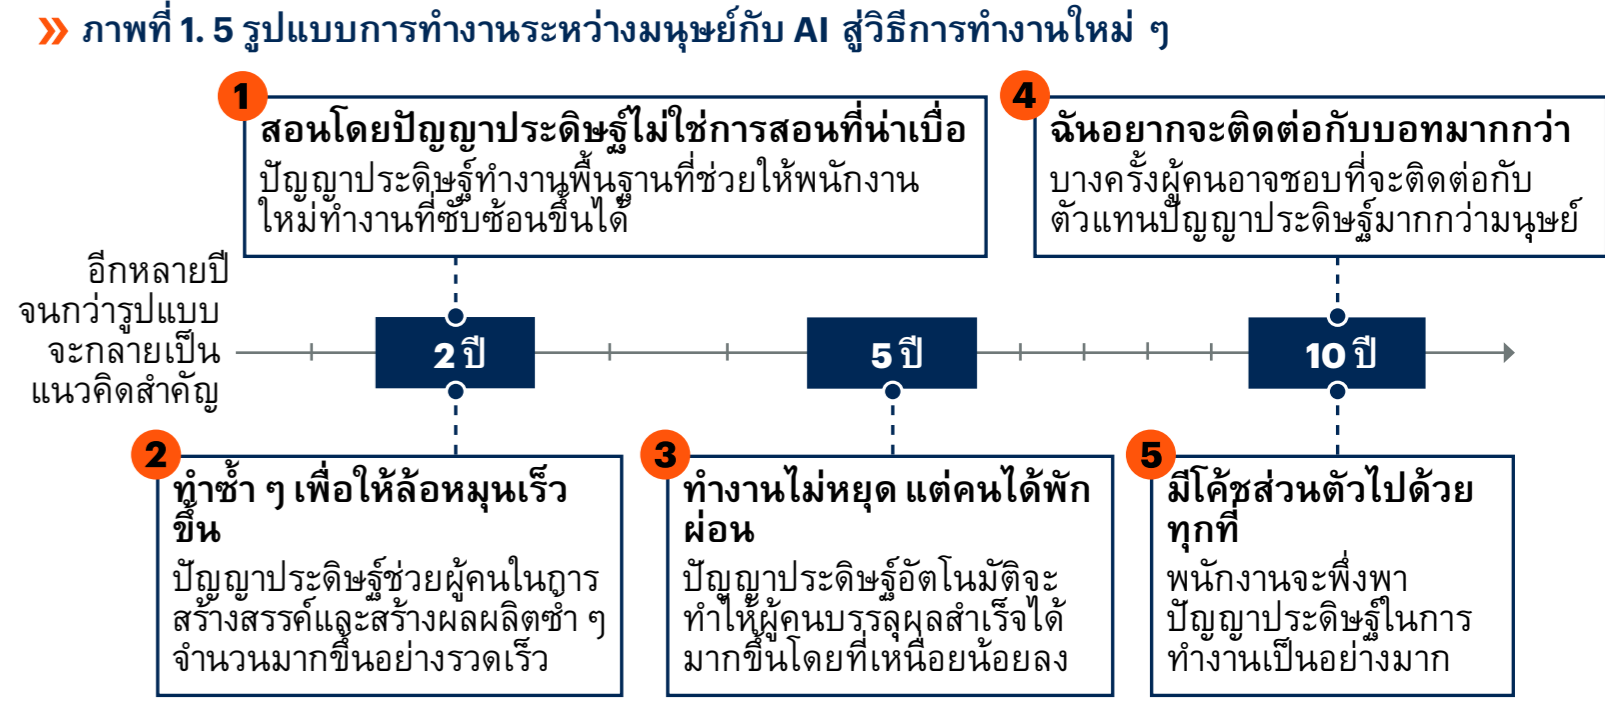 ภาพที่ 1. 5 รูปแบบการทำงานระหว่างมนุษย์กับ AI สู่วิธีการทำงานใหม่ ๆ
1
สอนโดยปัญญาประดิษฐ์ไม่ใช่การสอนที่น่าเบื่อ
ปัญญาประดิษฐ์ทำงานพื้นฐานที่ช่วยให้พนักงาน
ใหม่ทำงานที่ซับซ้อนขึ้นได้
4
ฉันอยากจะติดต่อกับบอทมากกว่า
บางครั้งผู้คนอาจชอบที่จะติดต่อกับ
ตัวแทนปัญญาประดิษฐ์มากกว่ามนุษย์
อีกหลายปี
จนกว่ารูปแบบ
จะกลายเป็น
แนวคิดสำคัญ
2 ปี
5 ปี
10 ปี
2
ทำซ้ำ ๆ เพื่อให้ล้อหมุนเร็ว
ขึ้น
ปัญญาประดิษฐ์ช่วยผู้คนในการ
สร้างสรรค์และสร้างผลผลิตซ้ำ ๆ
จำนวนมากขึ้นอย่างรวดเร็ว
3
ทำงานไม่หยุด แต่คนได้พัก
ผ่อน
ปัญญาประดิษฐ์อัตโนมัติจะ
ทำให้ผู้คนบรรลุผลสำเร็จได้
มากขึ้นโดยที่เหนื่อยน้อยลง
5
มีโค้ชส่วนตัวไปด้วย
ทุกที่
พนักงานจะพึ่งพา
ปัญญาประดิษฐ์ในการ
ทำงานเป็นอย่างมาก